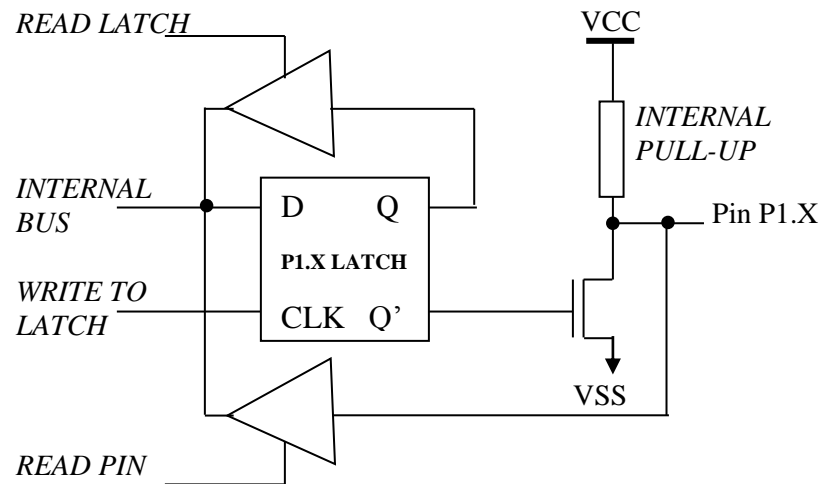 READ LATCH
VCC
INTERNAL
PULL-UP
INTERNAL
BUS
D Q
Pin P1.X
P1.X LATCH
WRITE TO
LATCH
CLK Q’
VSS
READ PIN